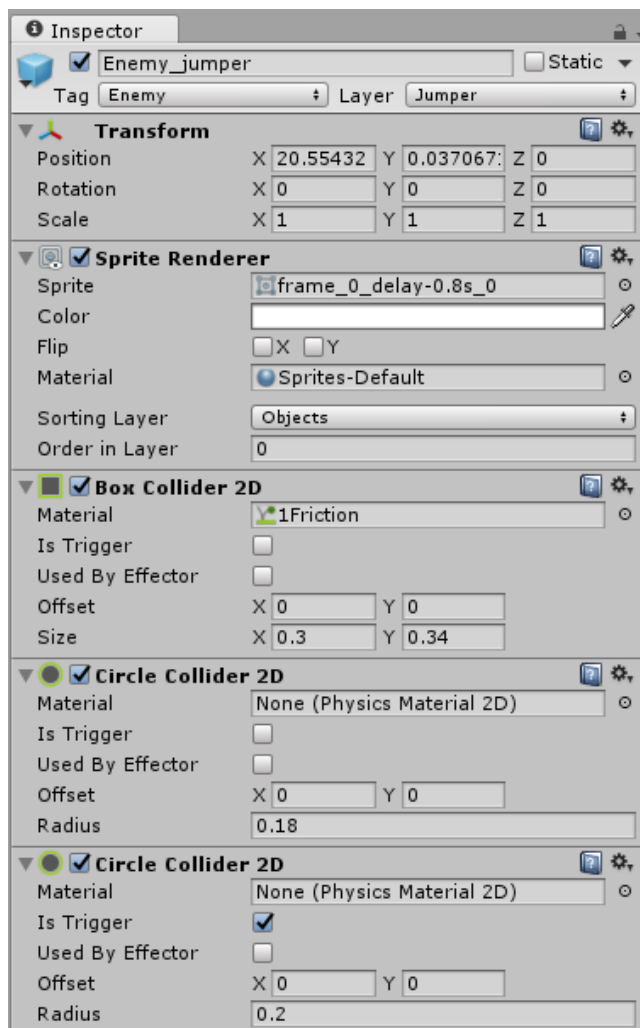 Inspector
Enemy_jumper Static
Tag Enemy Layer Jumper
Transform
Position X 20.55432 Y 0.037067 Z 0
Rotation X 0 Y 0 Z 0
Scale X 1 Y 1 Z 1
Sprite Renderer
Sprite frame_0_delay-0.8s_0
Color
Flip X Y
Material Sprites-Default
Sorting Layer Objects
Order in Layer 0
Box Collider 2D
Material 1Friction
Is Trigger
Used By Effector
Offset X 0 Y 0
Size X 0.3 Y 0.34
Circle Collider 2D
Material None (Physics Material 2D)
Is Trigger
Used By Effector
Offset X 0 Y 0
Radius 0.18
Circle Collider 2D
Material None (Physics Material 2D)
Is Trigger
Used By Effector
Offset X 0 Y 0
Radius 0.2